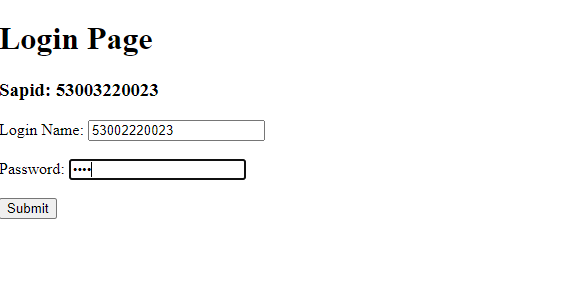 Login Page
Sapid: 53003220023
Login Name: 53002220023
Password: ••••
Submit